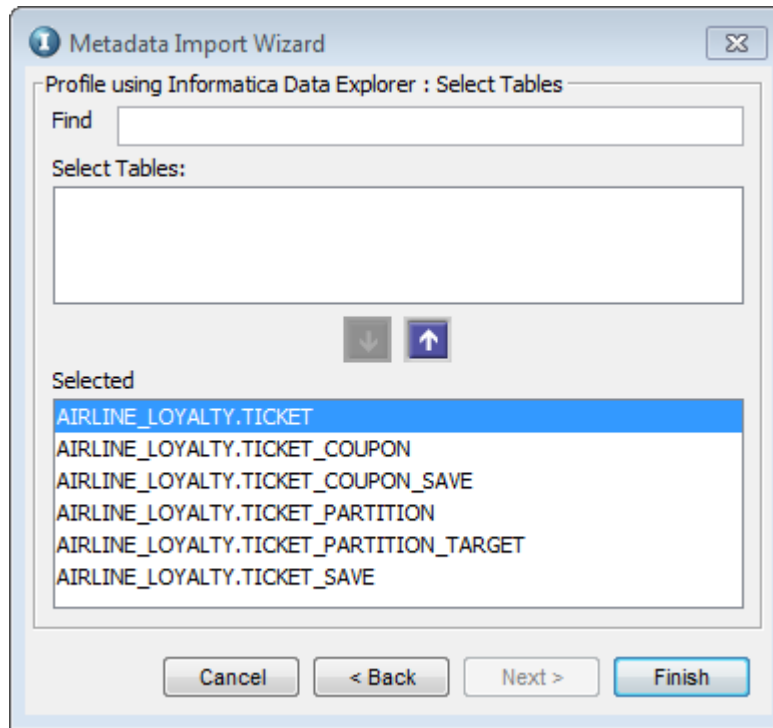 Metadata Import Wizard
Profile using Informatica Data Explorer : Select Tables
Find
Select Tables:
Selected
AIRLINE_LOYALTY.TICKET
AIRLINE_LOYALTY.TICKET_COUPON
AIRLINE_LOYALTY.TICKET_COUPON_SAVE
AIRLINE_LOYALTY.TICKET_PARTITION
AIRLINE_LOYALTY.TICKET_PARTITION_TARGET
AIRLINE_LOYALTY.TICKET_SAVE
Cancel < Back Next > Finish